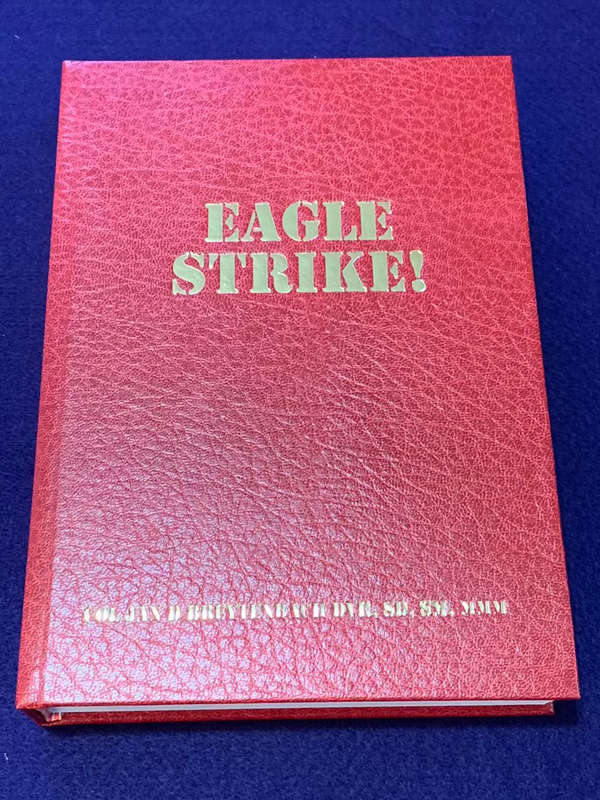 EAGLE
STRIKE!
COL JAN D BREYTENBACH DVR, SD, SM, MMM